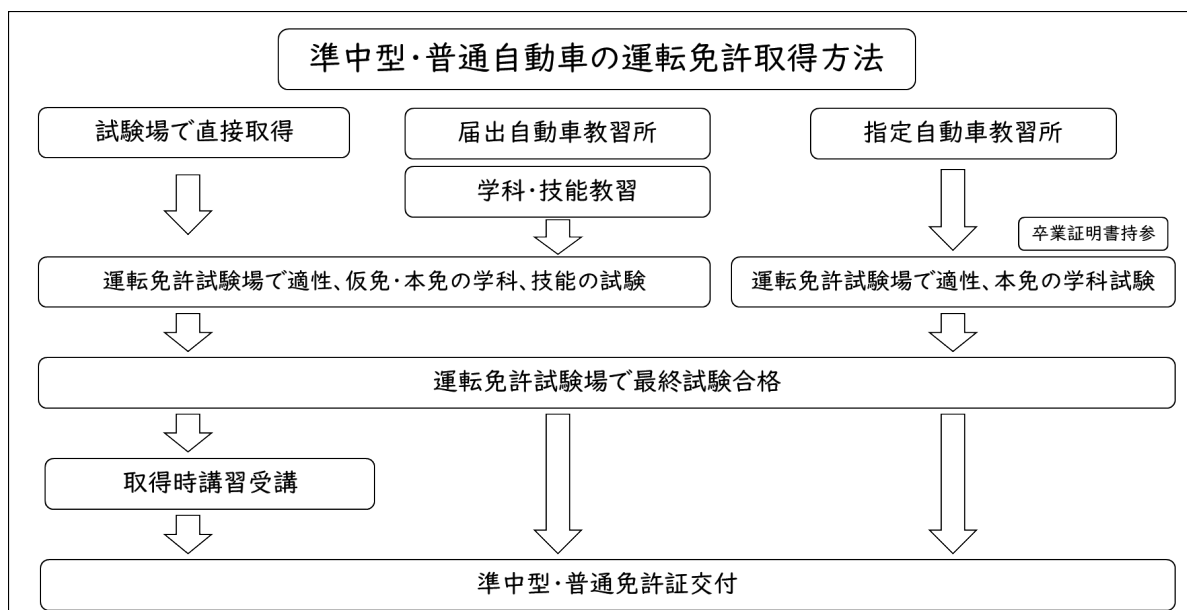 準中型・普通自動車の運転免許取得方法
試験場で直接取得
届出自動車教習所
指定自動車教習所
学科・技能教習
卒業証明書持参
運転免許試験場で適性、仮免・本免の学科、技能の試験
運転免許試験場で適性、本免の学科試験
運転免許試験場で最終試験合格
取得時講習受講
準中型・普通免許証交付